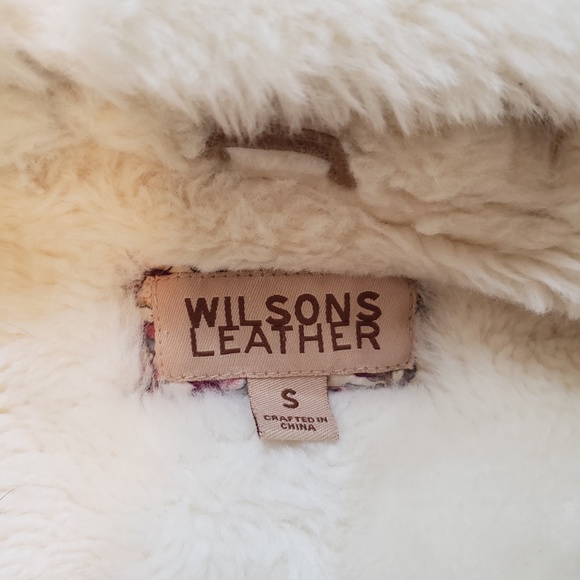 WILSONS
LEATHER
S
CRAFTED IN
CHINA